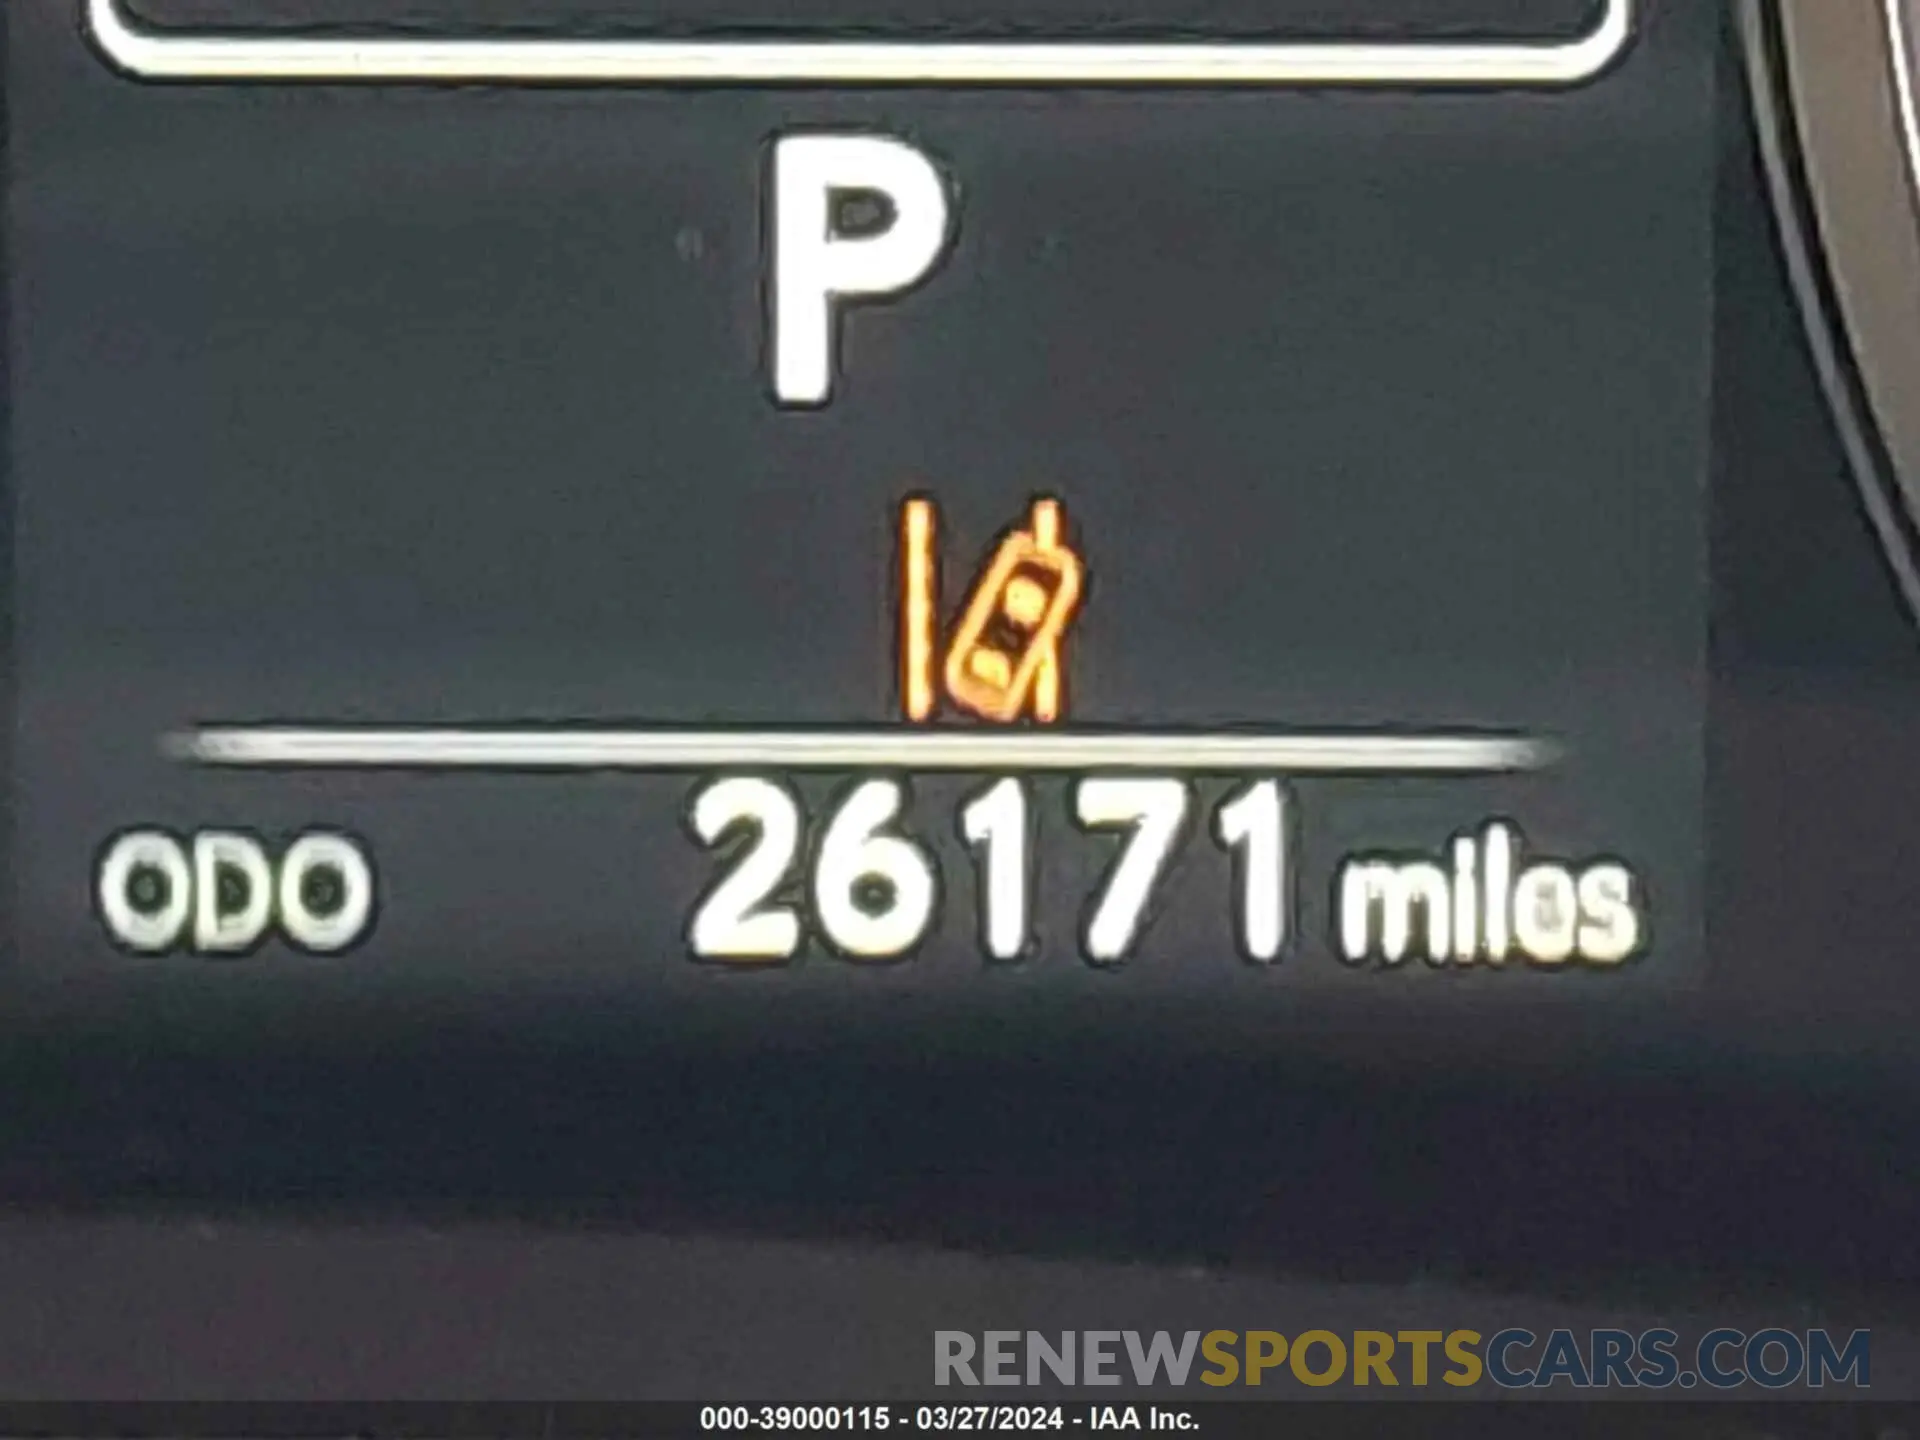 P
ODO 26171 miles
RENEWSPORTSCARS.COM
000-39000115 - 03/27/2024 - IAA Inc.